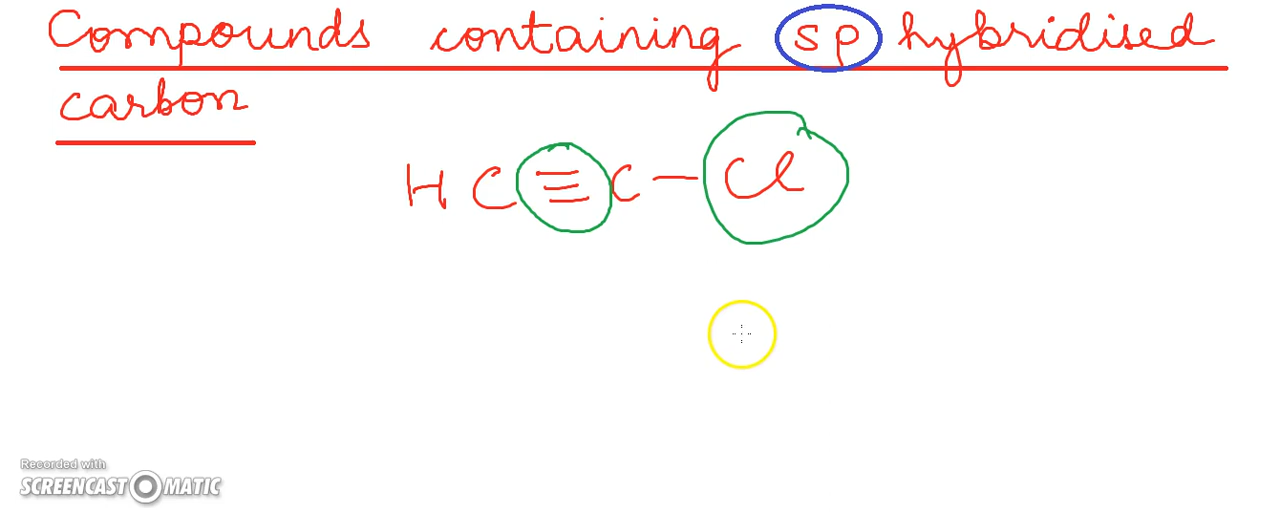 Compounds containing sp hybridised
carbon
HC≡C–Cl
Recorded with
SCREENCAST O MATIC